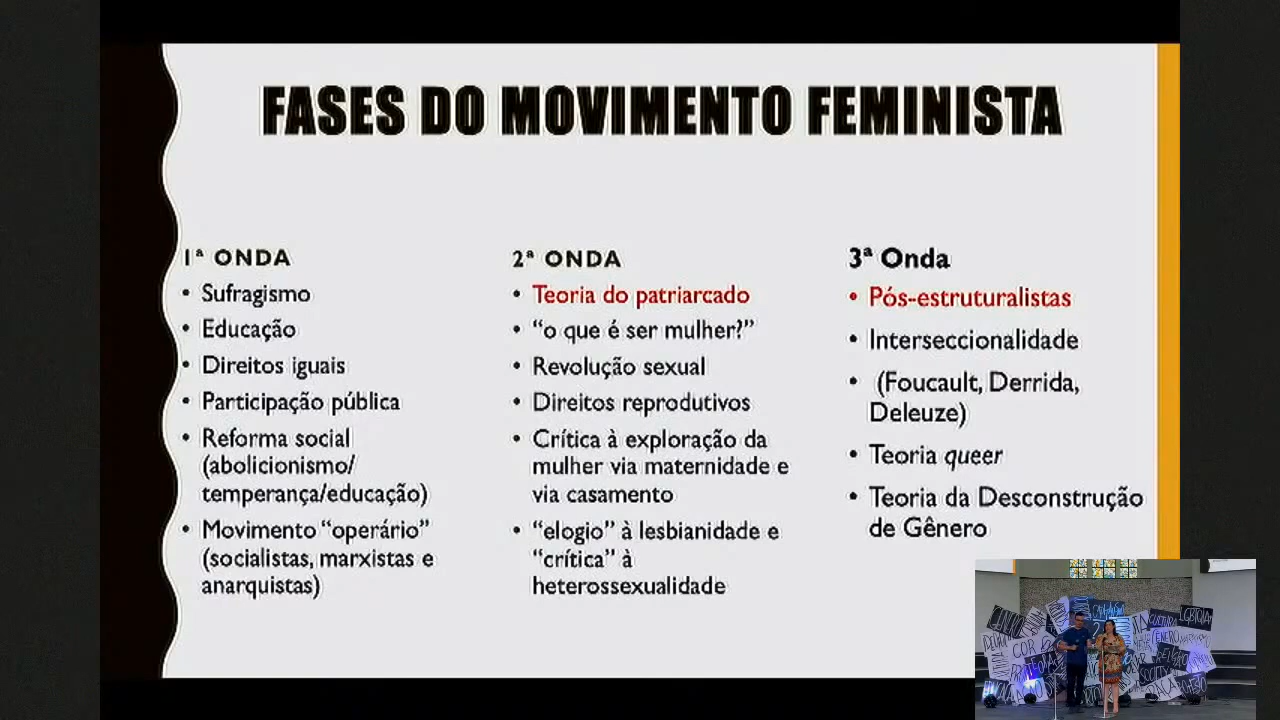 FASES DO MOVIMENTO FEMINISTA
1ª ONDA
• Sufragismo
• Educação
• Direitos iguais
• Participação pública
• Reforma social
(abolicionismo/
temperança/educação)
• Movimento “operário”
(socialistas, marxistas e
anarquistas)
2ª ONDA
• Teoria do patriarcado
• “o que é ser mulher?”
• Revolução sexual
• Direitos reprodutivos
• Crítica à exploração da
mulher via maternidade e
via casamento
• “elogio” à lesbianidade e
“crítica” à
heterossexualidade
3ª Onda
• Pós-estruturalistas
• Interseccionalidade
• (Foucault, Derrida,
Deleuze)
• Teoria queer
• Teoria da Desconstrução
de Gênero
COR